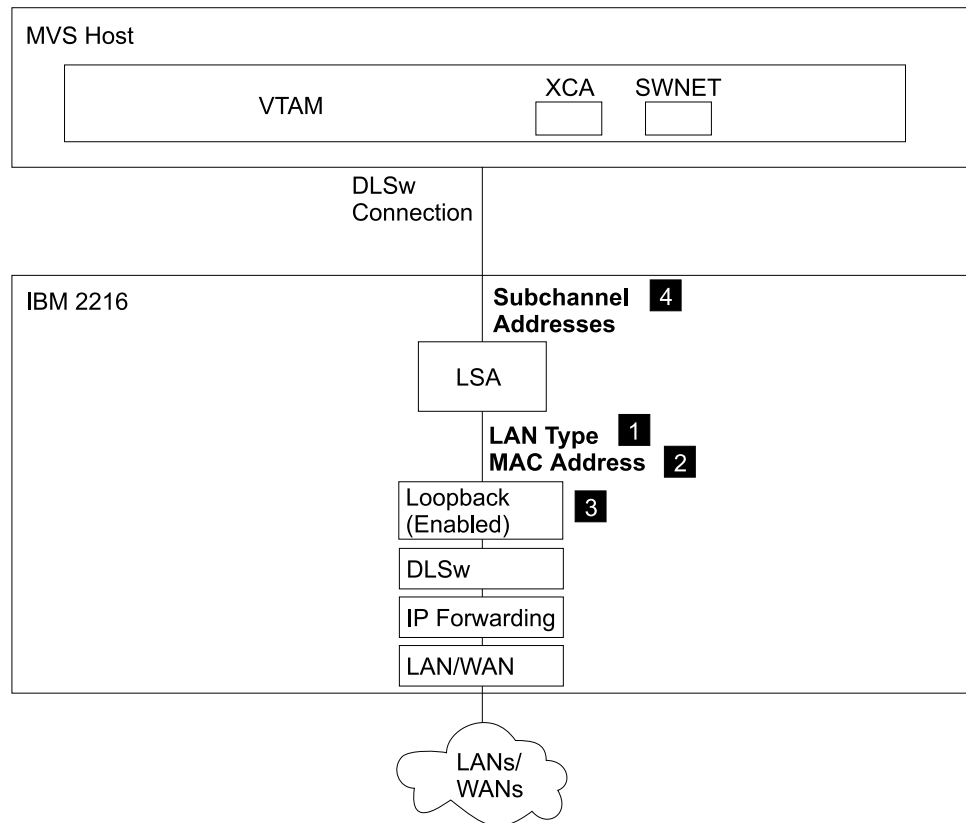 MVS Host
XCA SWNET
VTAM
DLSw
Connection
IBM 2216
Subchannel 4
Addresses
LSA
LAN Type 1
MAC Address 2
Loopback
(Enabled)
3
DLSw
IP Forwarding
LAN/WAN
LANs/
WANs